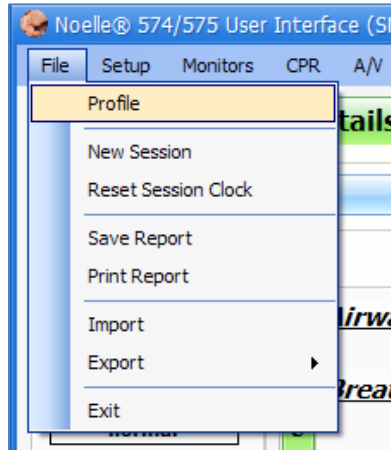 Noelle® 574/575 User Interface
File Setup Monitors CPR A/V
Profile
New Session
Reset Session Clock
Save Report
Print Report
Import
Export
Exit